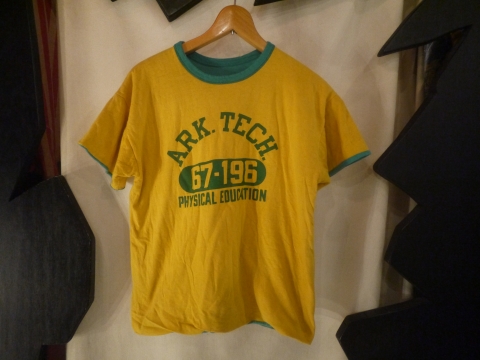 ARK. TECH.
67-196
PHYSICAL EDUCATION